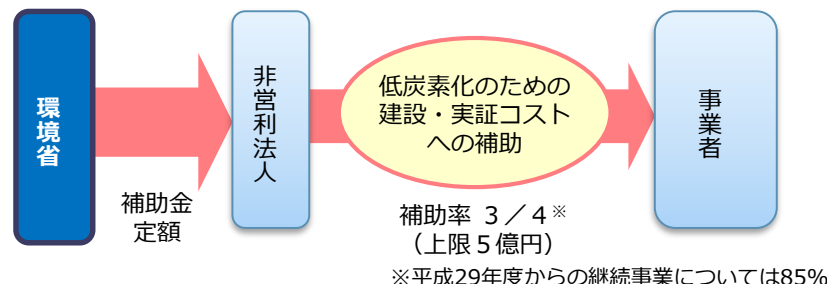 環境省
補助金
定額
非営利法人
低炭素化のための
建設・実証コスト
への補助
補助率 ３／４※
（上限５億円）
事業者
※平成29年度からの継続事業については85%